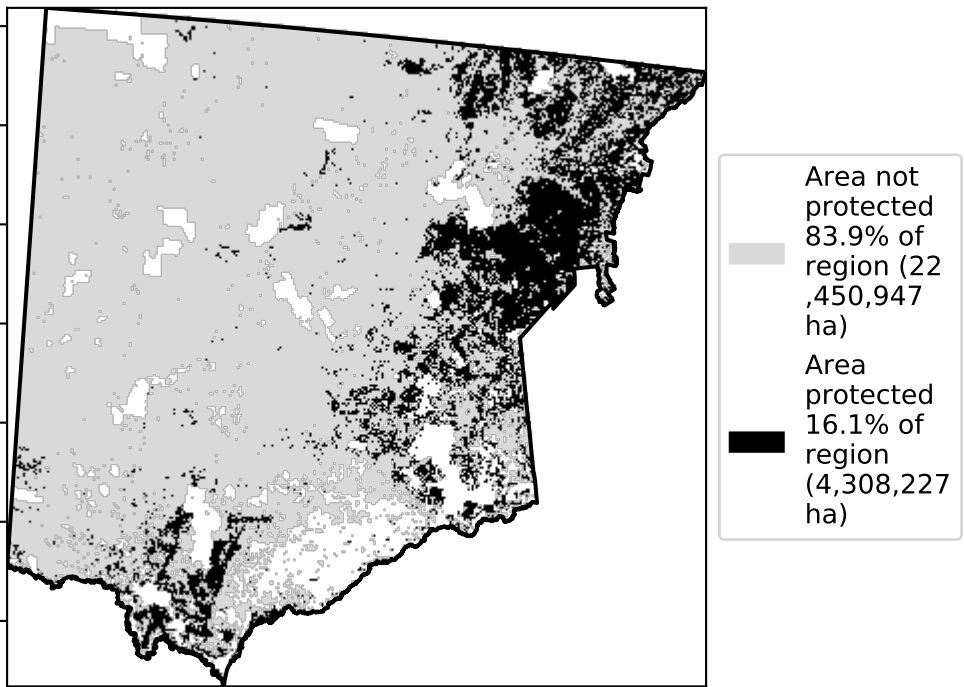 Area not
protected
83.9% of
region (22
,450,947
ha)
Area
protected
16.1% of
region
(4,308,227
ha)